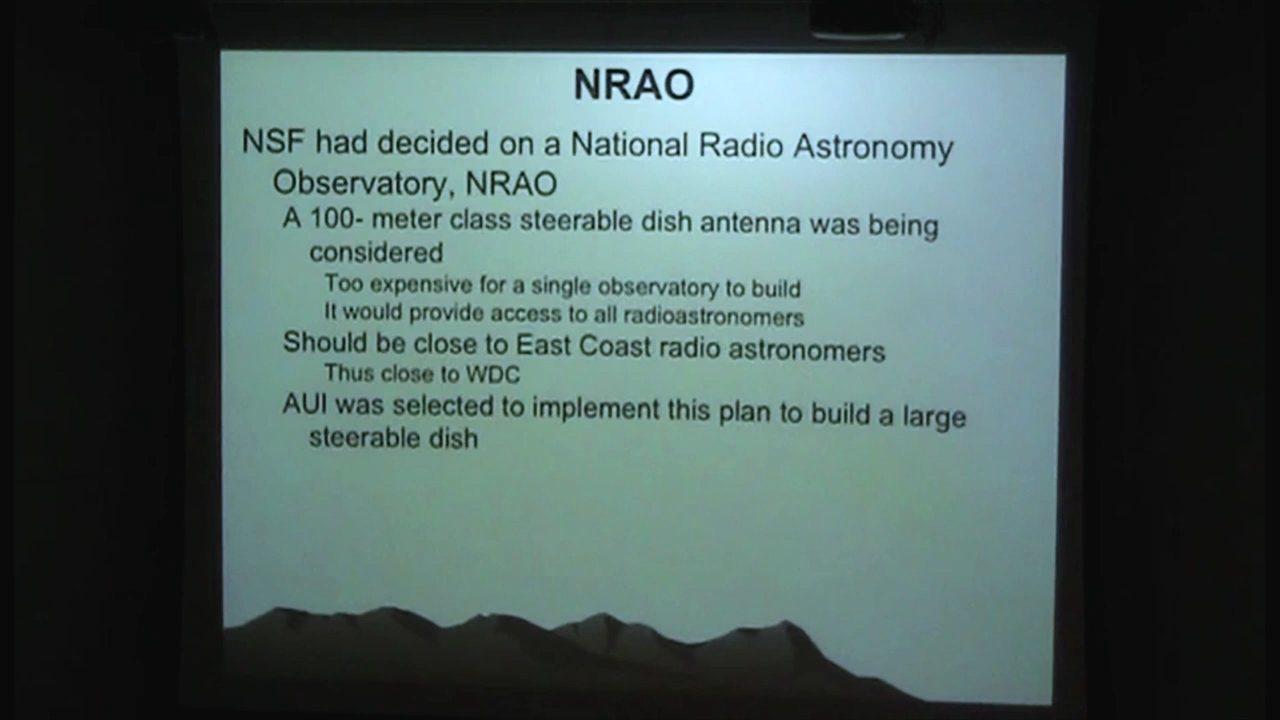 NRAO
NSF had decided on a National Radio Astronomy
Observatory, NRAO
A 100- meter class steerable dish antenna was being
considered
Too expensive for a single observatory to build
It would provide access to all radioastronomers
Should be close to East Coast radio astronomers
Thus close to WDC
AUI was selected to implement this plan to build a large
steerable dish